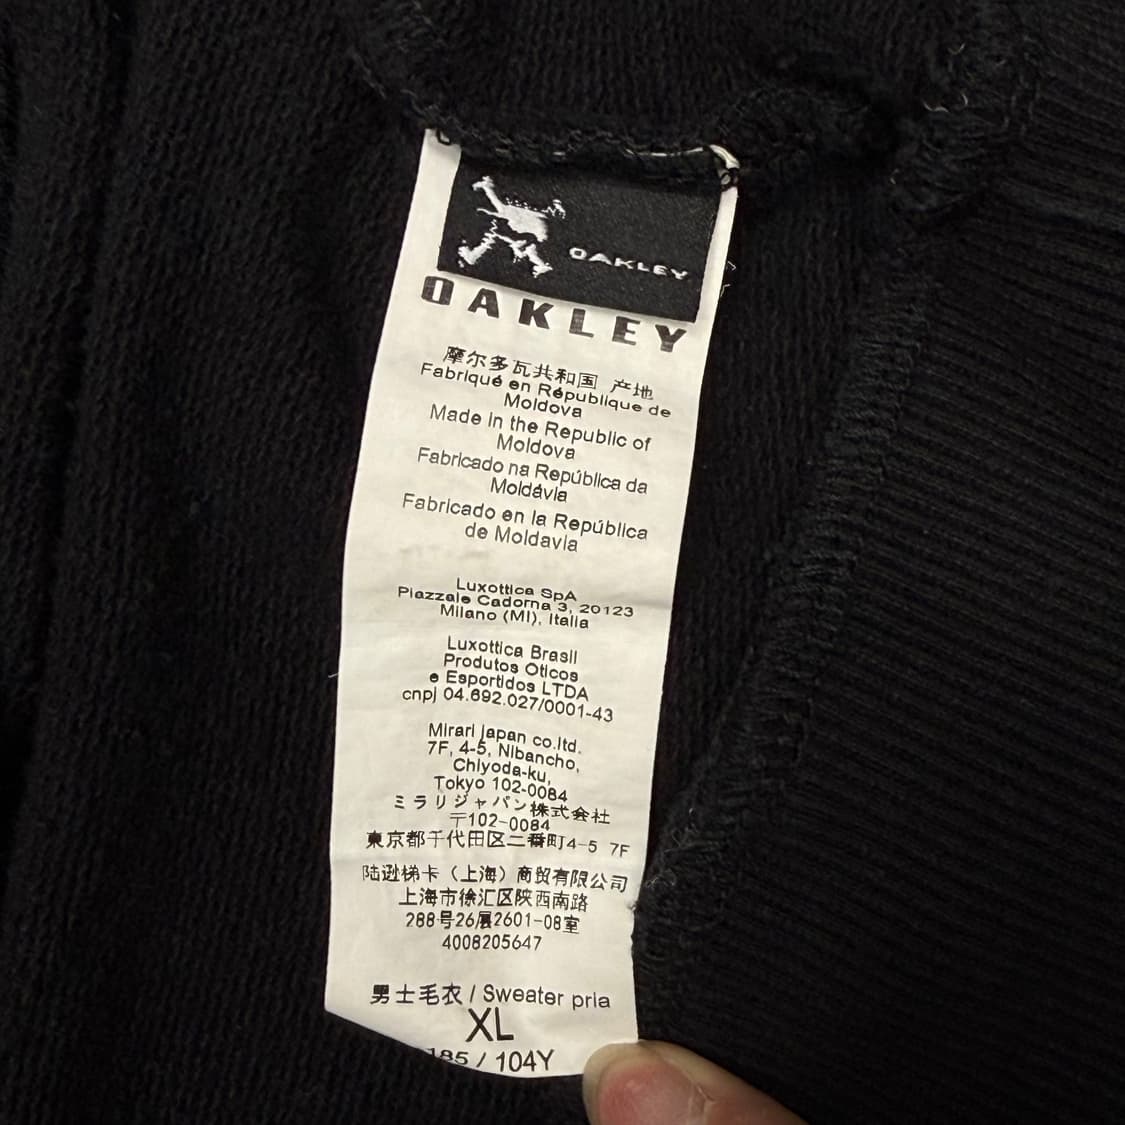 OAKLEY
OAKLEY
摩尔多瓦共和国 产地
Fabriqué en République de
Moldova
Made in the Republic of
Moldova
Fabricado na República da
Moldávia
Fabricado en la República
de Moldavia
Luxottica SpA
Piazzale Cadorna 3, 20123
Milano (MI), Italia
Luxottica Brasil
Produtos Oticos
e Esportidos LTDA
cnpj 04.692.027/0001-43
Mirari japan co.ltd.
7F, 4-5, Nibancho,
Chiyoda-ku,
Tokyo 102-0084
ミラリジャパン株式会社
〒102-0084
東京都千代田区二番町4-5 7F
陆逊梯卡（上海）商贸有限公司
上海市徐汇区陕西南路
288号26层2601-08室
4008205647
男士毛衣 / Sweater pria
XL
185 / 104Y